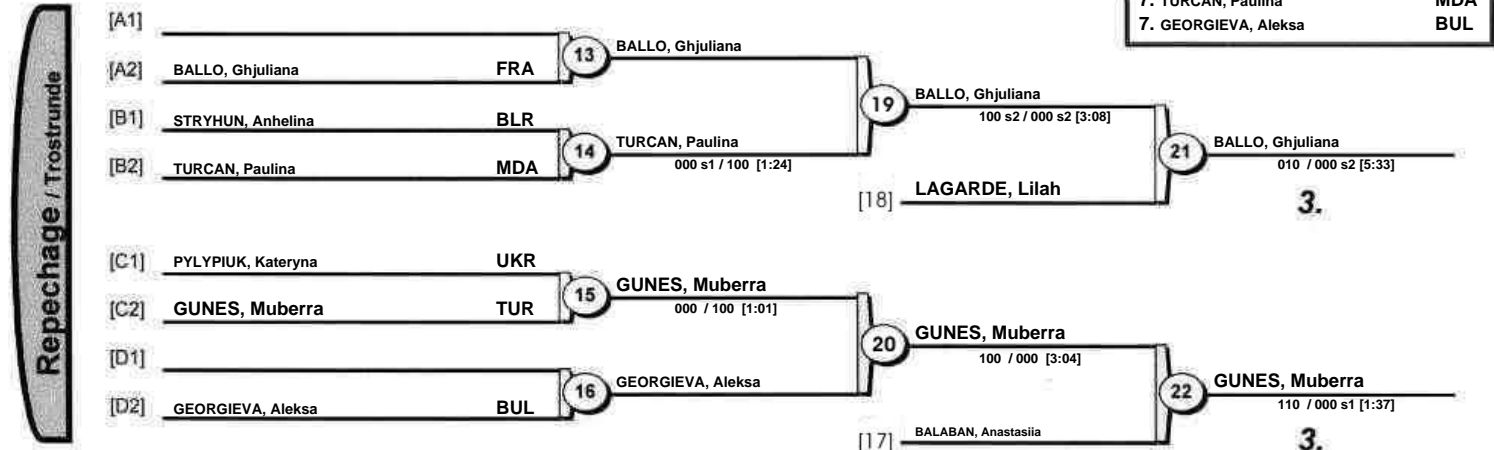 7. TURCAN, Paulina MDA
7. GEORGIEVA, Aleksa BUL
Repechage / Trostrunde
[A1]
[A2] BALLO, Ghjuliana FRA
13 BALLO, Ghjuliana
[B1] STRYHUN, Anhelina BLR
[B2] TURCAN, Paulina MDA
14 TURCAN, Paulina
000 s1 / 100 [1:24]
19 BALLO, Ghjuliana
100 s2 / 000 s2 [3:08]
[18] LAGARDE, Lilah
21 BALLO, Ghjuliana
010 / 000 s2 [5:33]
3.
[C1] PYLYPIUK, Kateryna UKR
[C2] GUNES, Muberra TUR
15 GUNES, Muberra
000 / 100 [1:01]
[D1]
[D2] GEORGIEVA, Aleksa BUL
16 GEORGIEVA, Aleksa
20 GUNES, Muberra
100 / 000 [3:04]
[17] BALABAN, Anastasiia
22 GUNES, Muberra
110 / 000 s1 [1:37]
3.